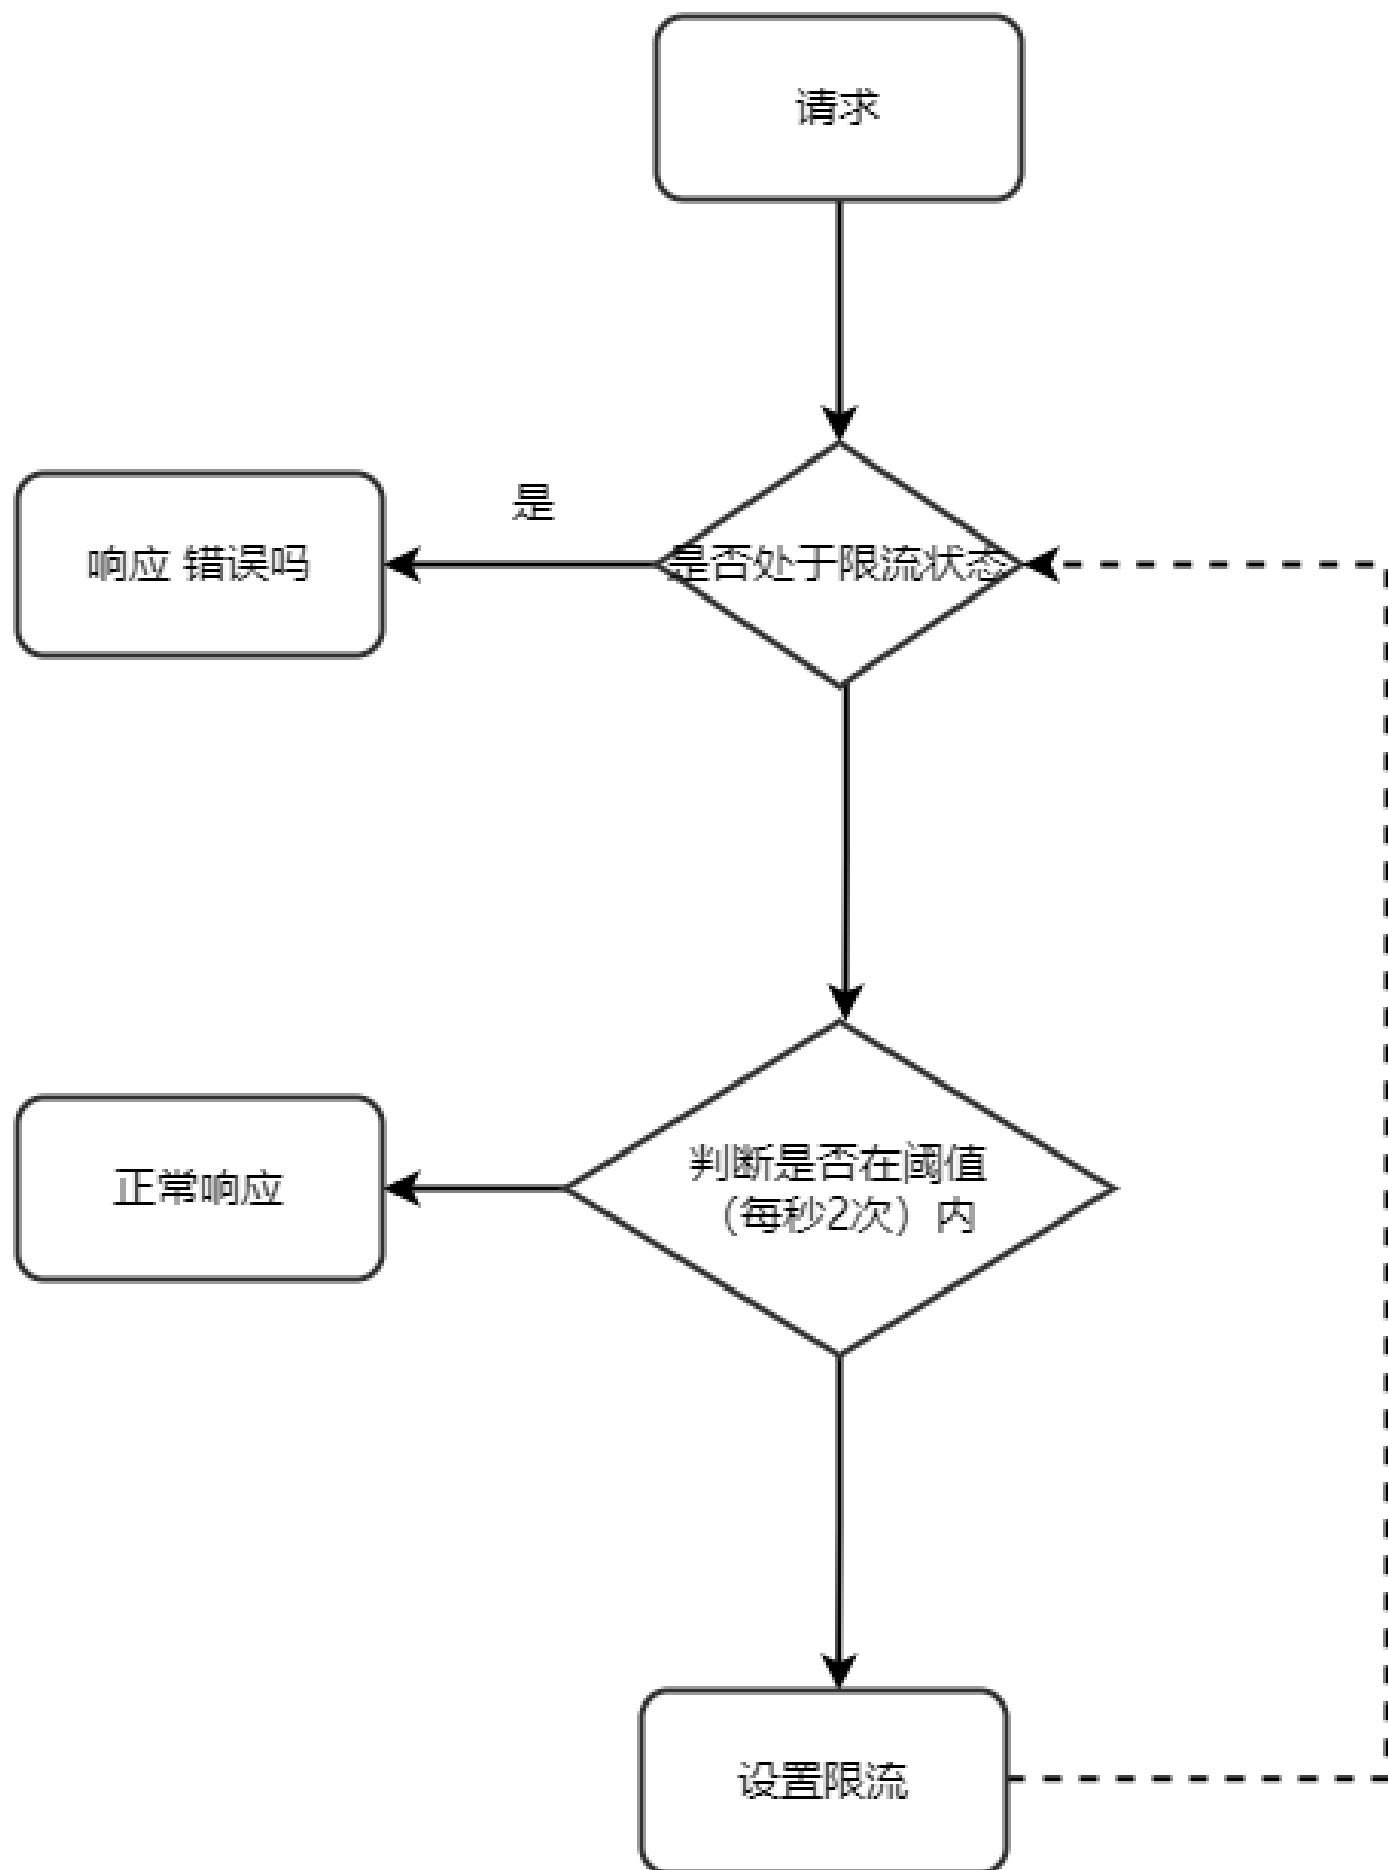 请求
是
响应 错误吗
是否处于限流状态
判断是否在阈值
（每秒2次）内
正常响应
设置限流